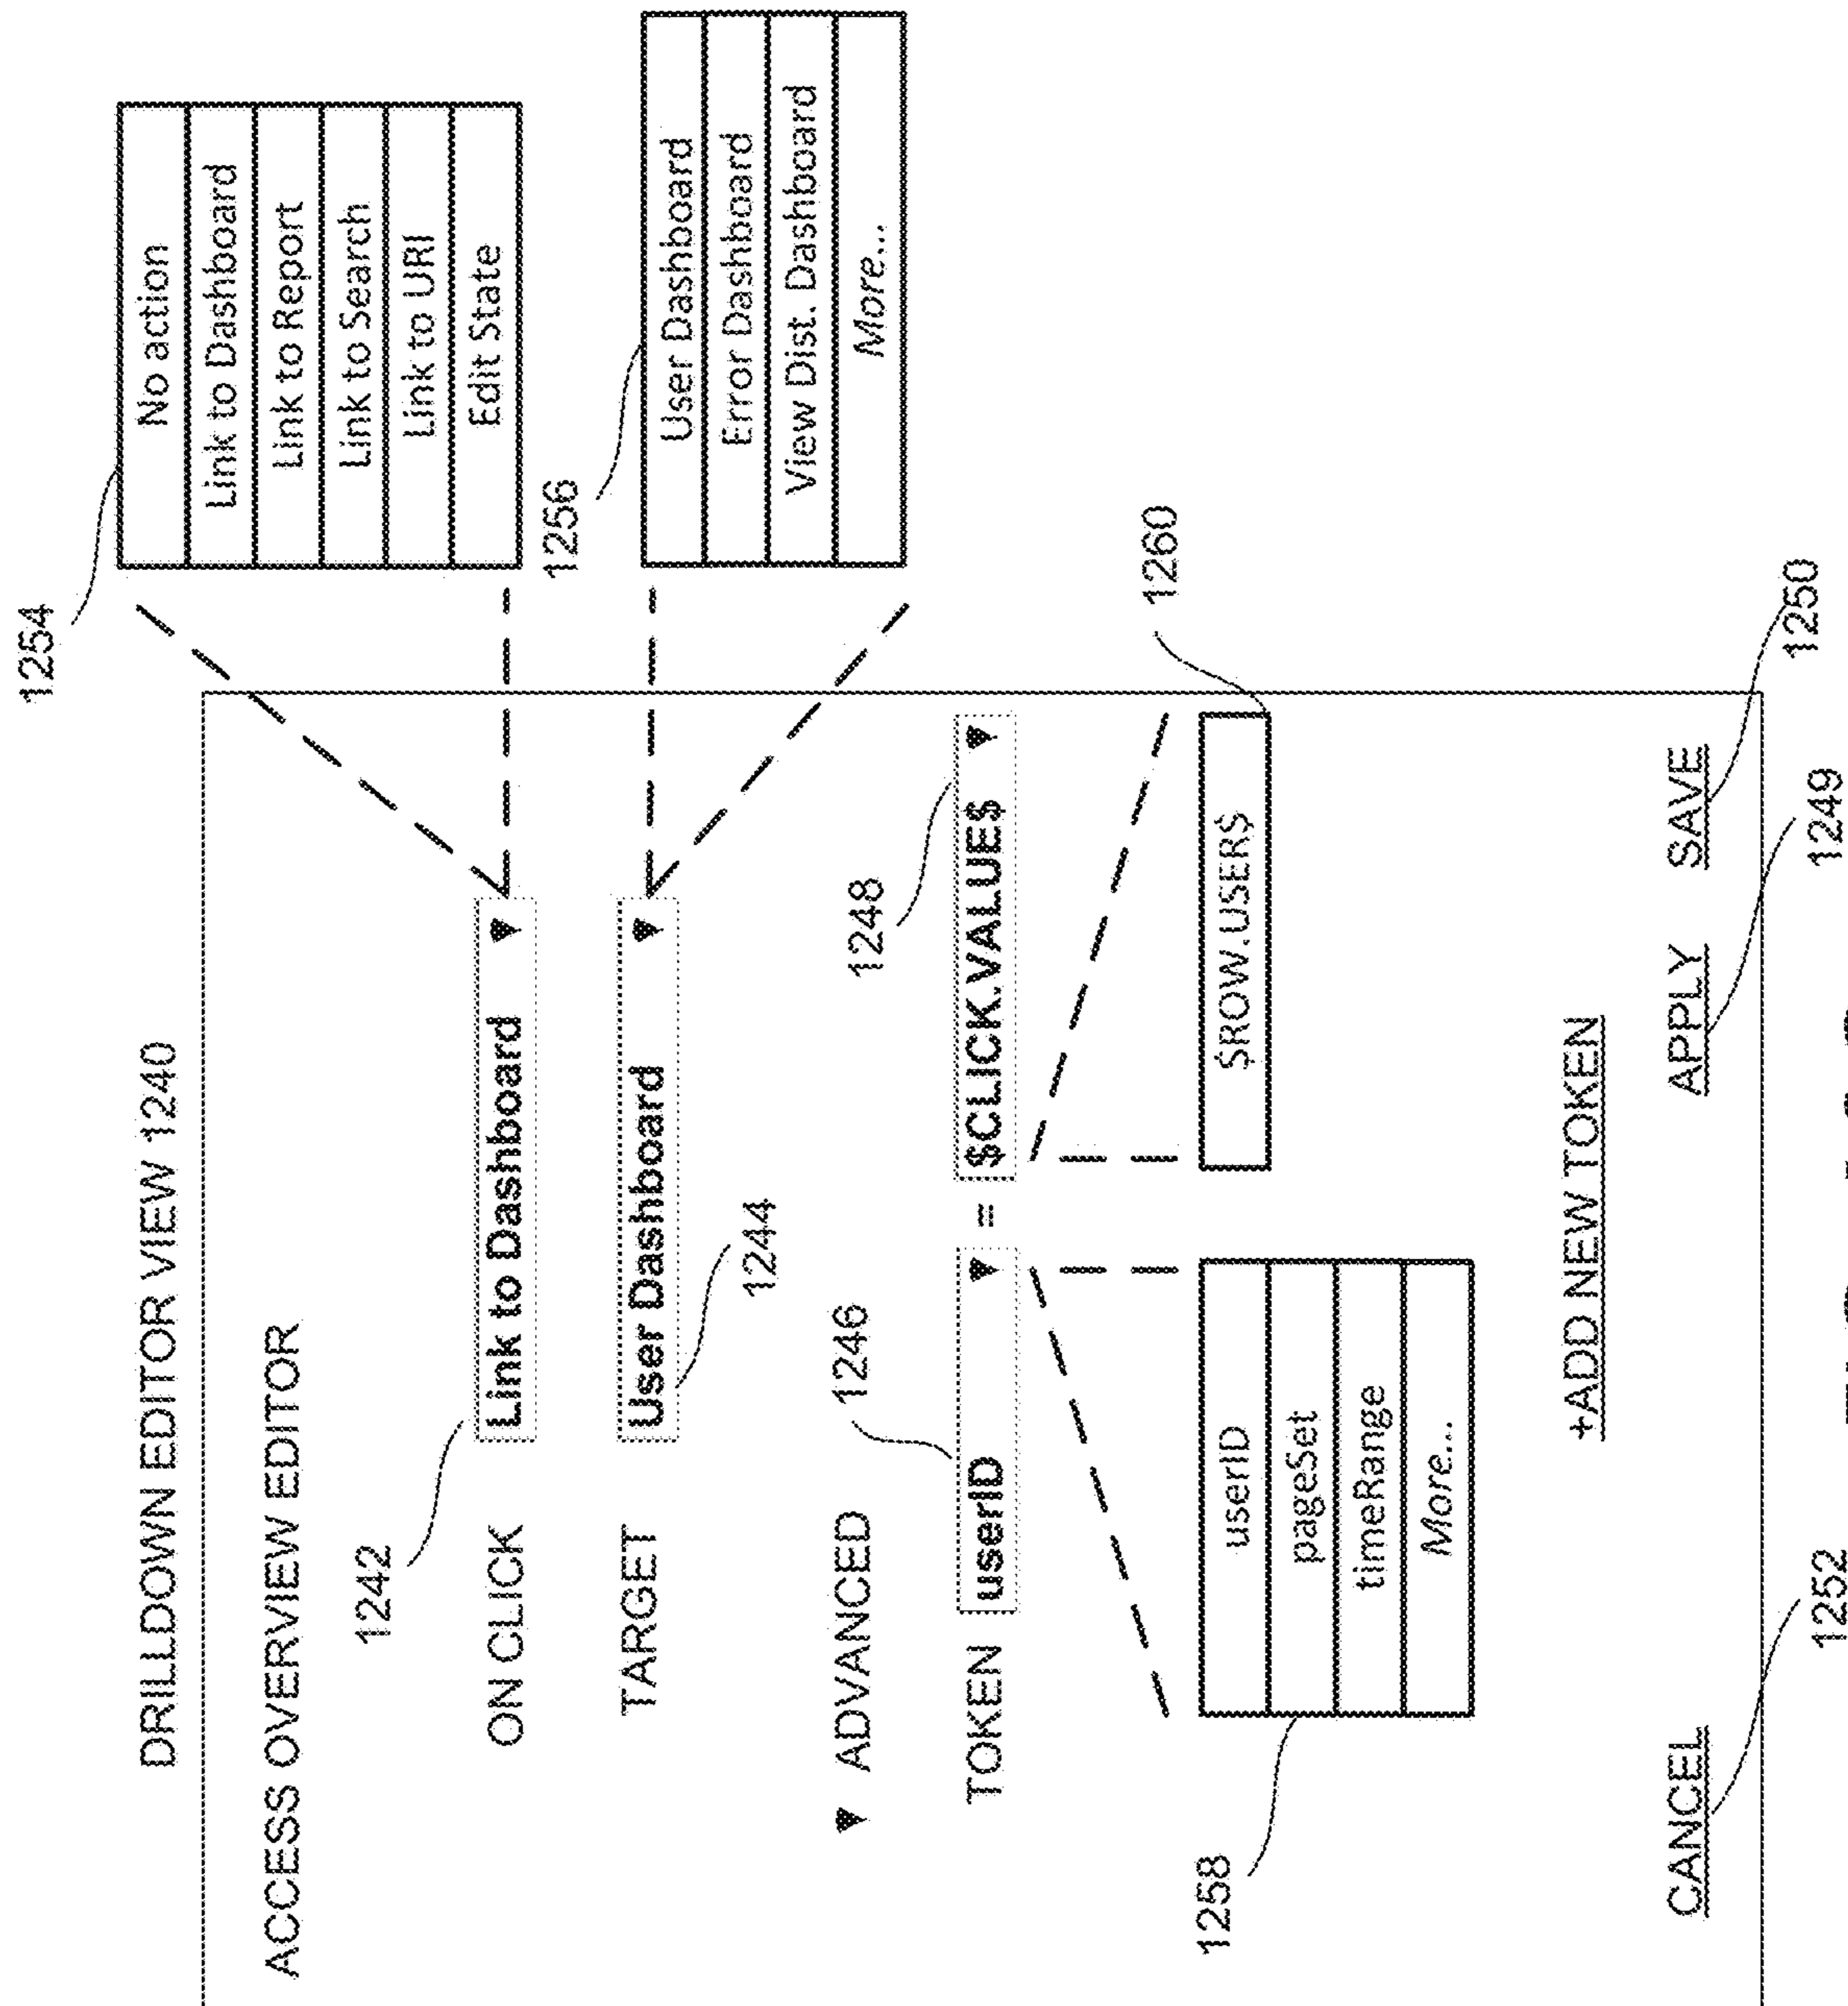 DRILLDOWN EDITOR VIEW 1240
ACCESS OVERVIEW EDITOR
1242
1254
ON CLICK Link to Dashboard ▼
No action
Link to Dashboard
Link to Report
Link to Search
Link to URI
Edit State
TARGET User Dashboard ▼
1244
1256
User Dashboard
Error Dashboard
View Dist. Dashboard
More...
▼ ADVANCED
1246
1248
TOKEN userID ▼ = $CLICK.VALUE$ ▼
1260
1258
userID
pageSet
timeRange
More...
$ROW.USER$
+ADD NEW TOKEN
CANCEL APPLY SAVE
1252
1249
1250